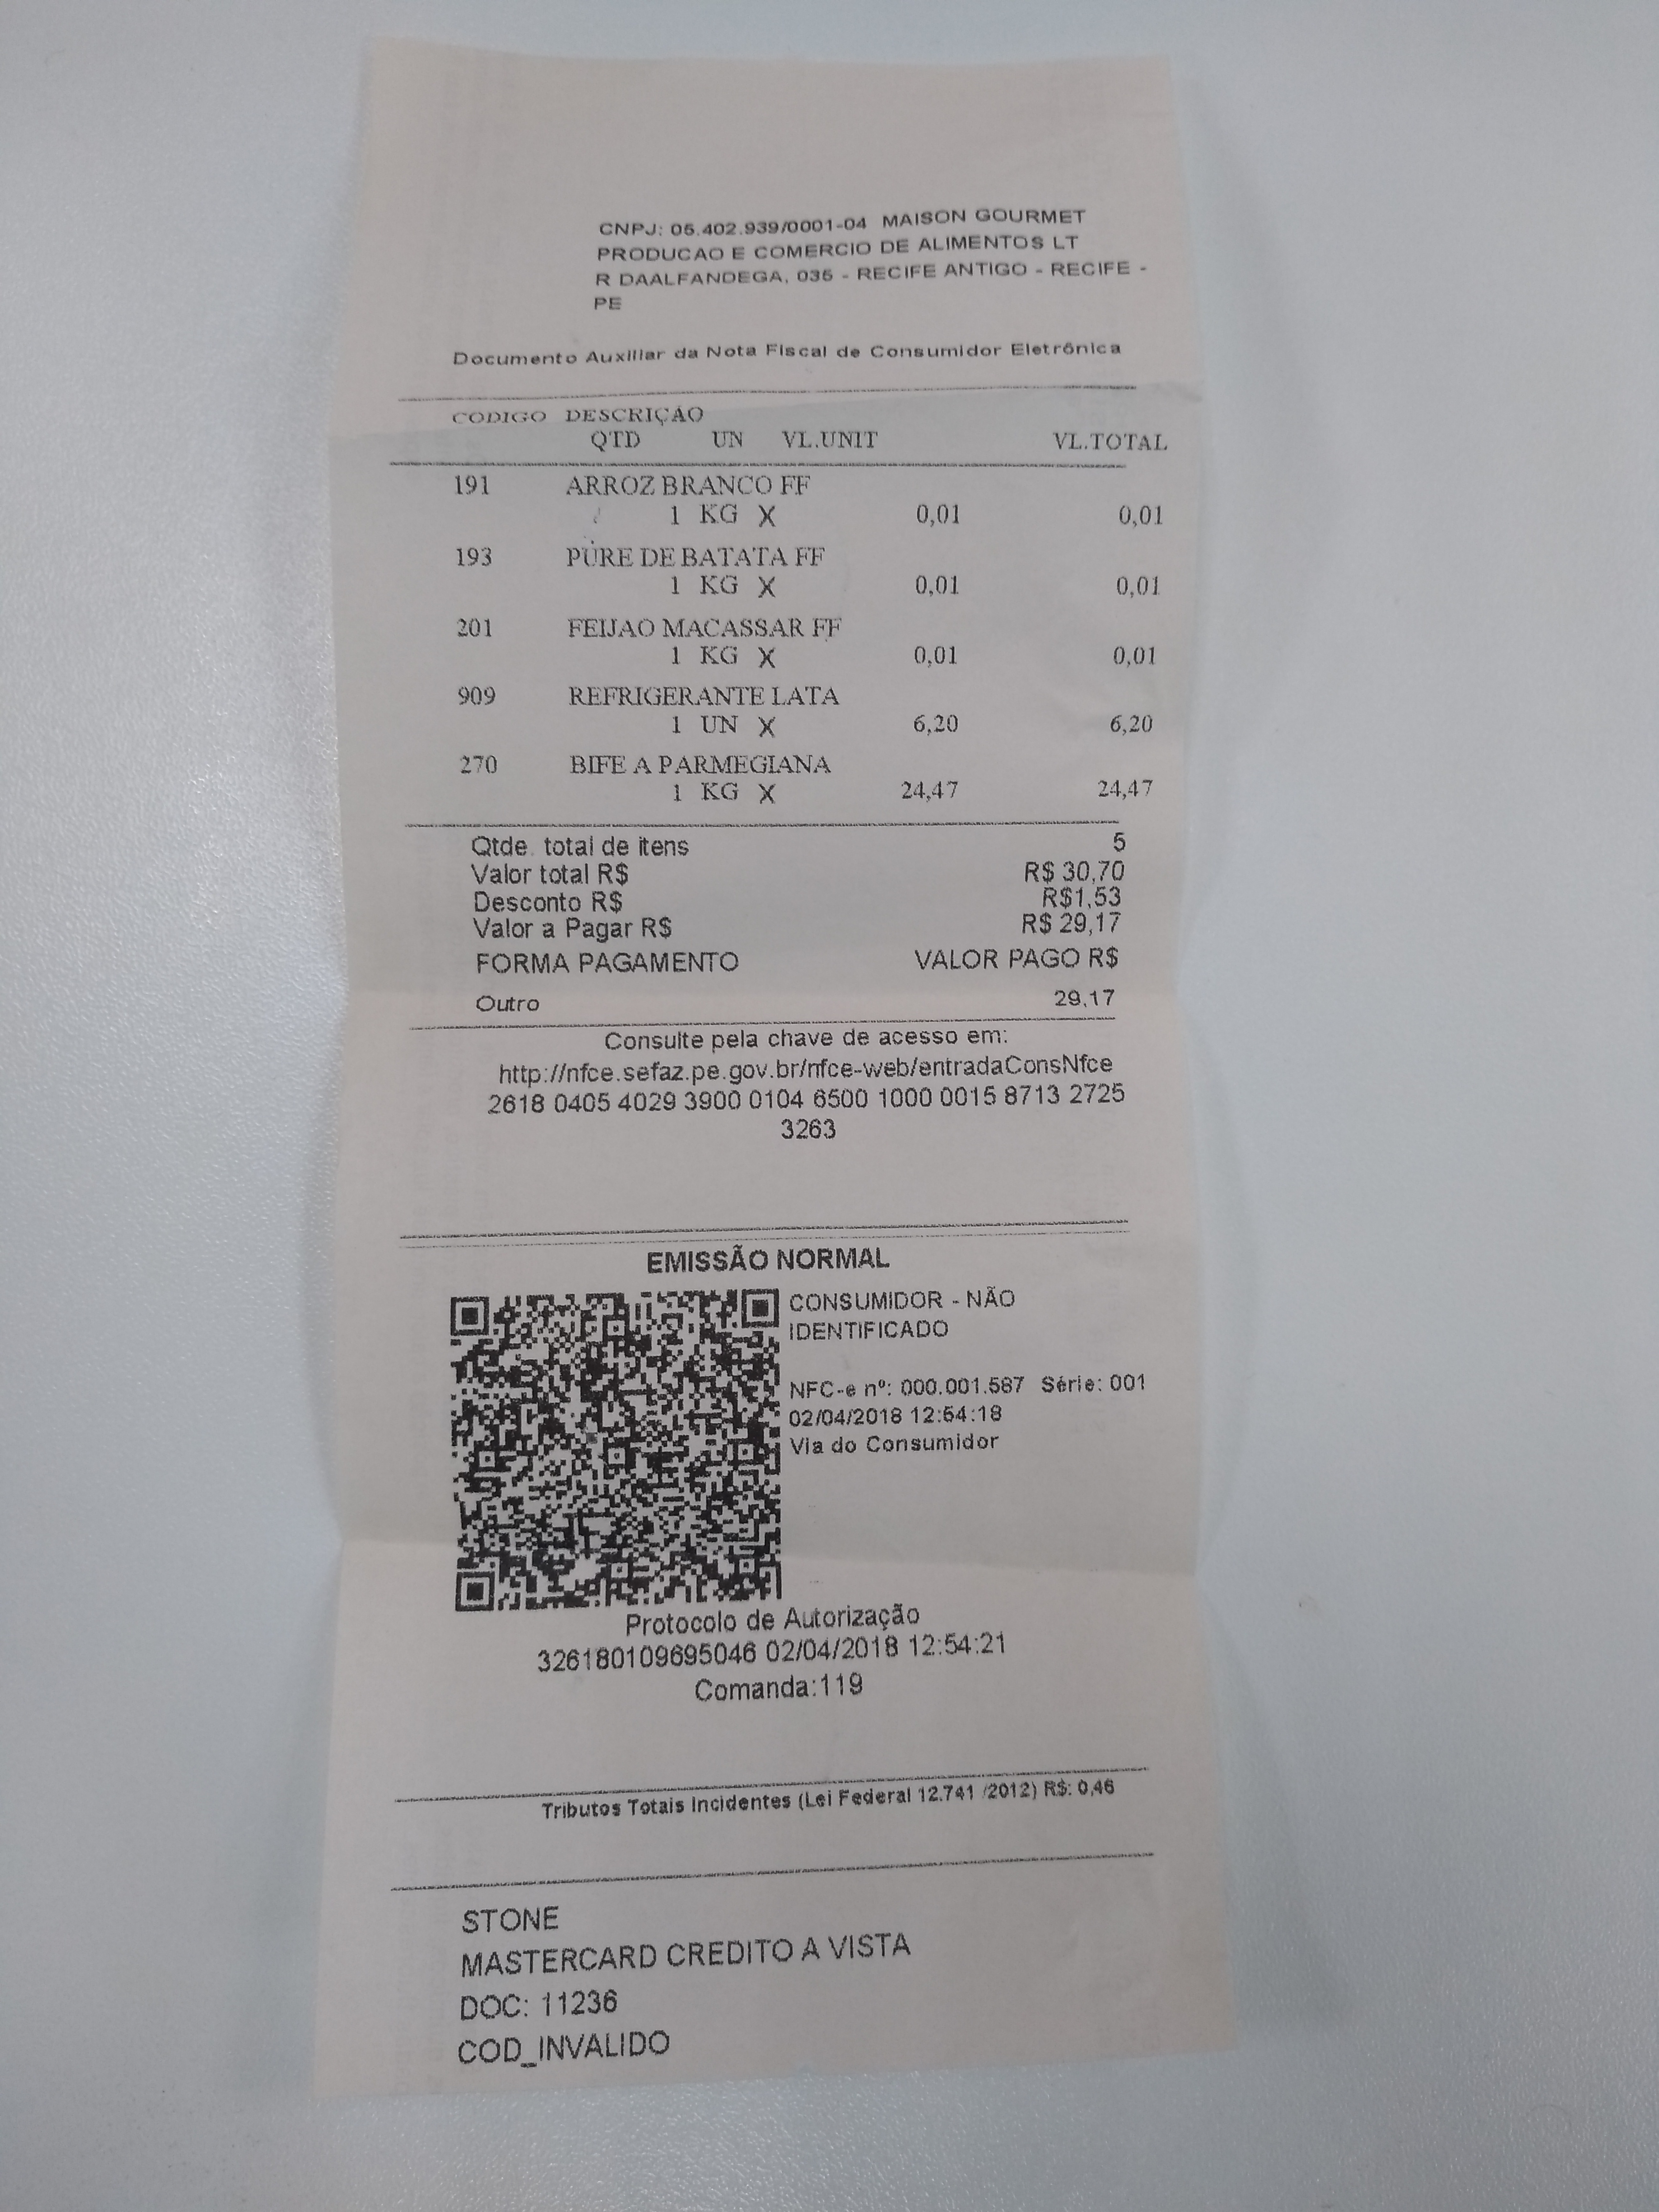 CNPJ: 05.402.939/0001-04 MAISON GOURMET
PRODUCAO E COMERCIO DE ALIMENTOS LT
R DAALFANDEGA, 035 - RECIFE ANTIGO - RECIFE -
PE
Documento Auxiliar da Nota Fiscal de Consumidor Eletrônica
CODIGO DESCRIÇÃO
QTD UN VL.UNIT VL.TOTAL
191 ARROZ BRANCO FF
1 KG X 0,01 0,01
193 PURE DE BATATA FF
1 KG X 0,01 0,01
201 FEIJAO MACASSAR FF
1 KG X 0,01 0,01
909 REFRIGERANTE LATA
1 UN X 6,20 6,20
270 BIFE A PARMEGIANA
1 KG X 24,47 24,47
Qtde. total de itens 5
Valor total R$ R$ 30,70
Desconto R$ R$1,53
Valor a Pagar R$ R$ 29,17
FORMA PAGAMENTO VALOR PAGO R$
Outro 29,17
Consulte pela chave de acesso em:
http://nfce.sefaz.pe.gov.br/nfce-web/entradaConsNfce
2618 0405 4029 3900 0104 6500 1000 0015 8713 2725
3263
EMISSÃO NORMAL
CONSUMIDOR - NÃO
IDENTIFICADO
NFC-e nº: 000.001.587 Série: 001
02/04/2018 12:54:18
Via do Consumidor
Protocolo de Autorização
326180109695046 02/04/2018 12:54:21
Comanda:119
Tributos Totais Incidentes (Lei Federal 12.741 /2012) R$: 0,46
STONE
MASTERCARD CREDITO A VISTA
DOC: 11236
COD_INVALIDO